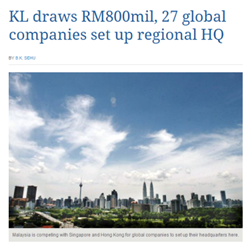 KL draws RM800mil, 27 global
companies set up regional HQ
BY B.K. SIDHU
Malaysia is competing with Singapore and Hong Kong for global companies to set up their headquarters here.